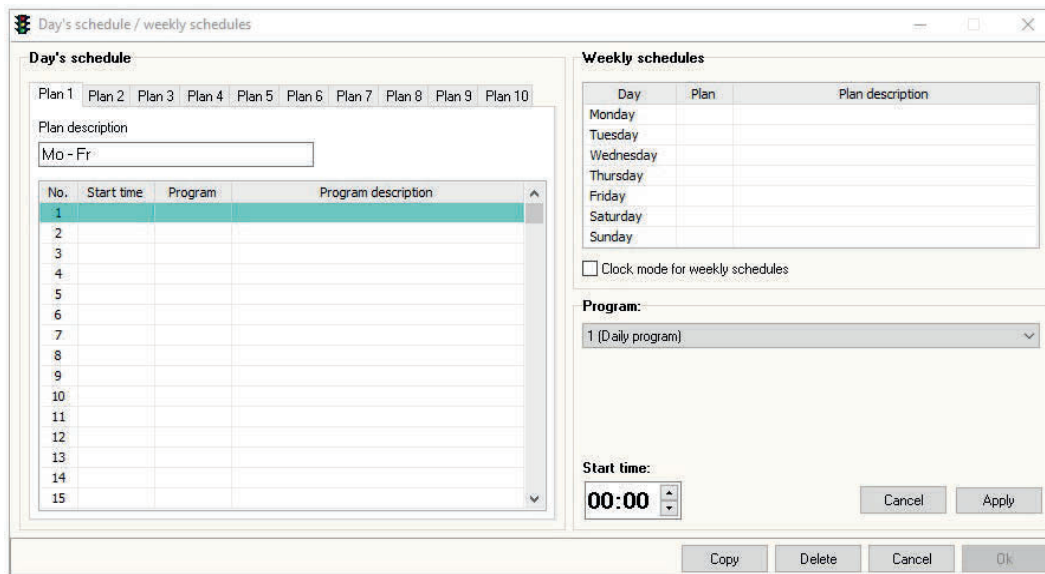 Day's schedule / weekly schedules
Day's schedule
Plan 1 Plan 2 Plan 3 Plan 4 Plan 5 Plan 6 Plan 7 Plan 8 Plan 9 Plan 10
Plan description
Mo - Fr
No. Start time Program Program description
1
2
3
4
5
6
7
8
9
10
11
12
13
14
15
Weekly schedules
Day Plan Plan description
Monday
Tuesday
Wednesday
Thursday
Friday
Saturday
Sunday
Clock mode for weekly schedules
Program:
1 (Daily program)
Start time:
00:00
Cancel Apply
Copy Delete Cancel Ok